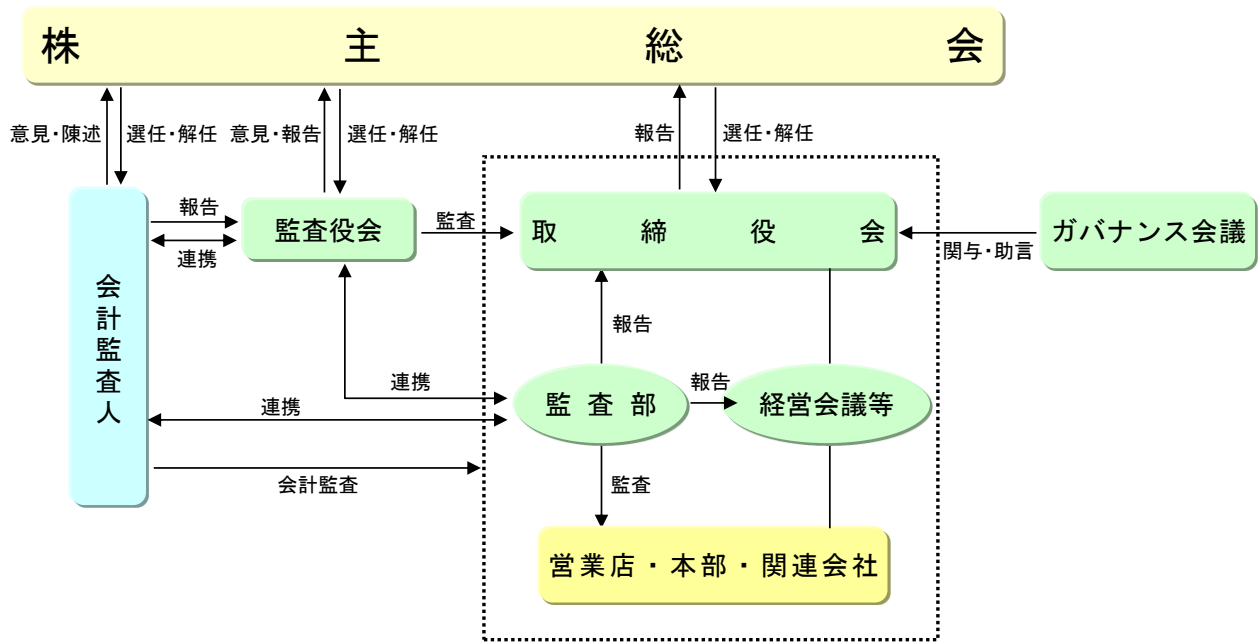 株主総会
意見・陳述
選任・解任
意見・報告
選任・解任
報告
選任・解任
報告
連携
監査役会
監査
取締役会
関与・助言
ガバナンス会議
会計監査人
報告
連携
連携
監査部
報告
経営会議等
会計監査
監査
営業店・本部・関連会社